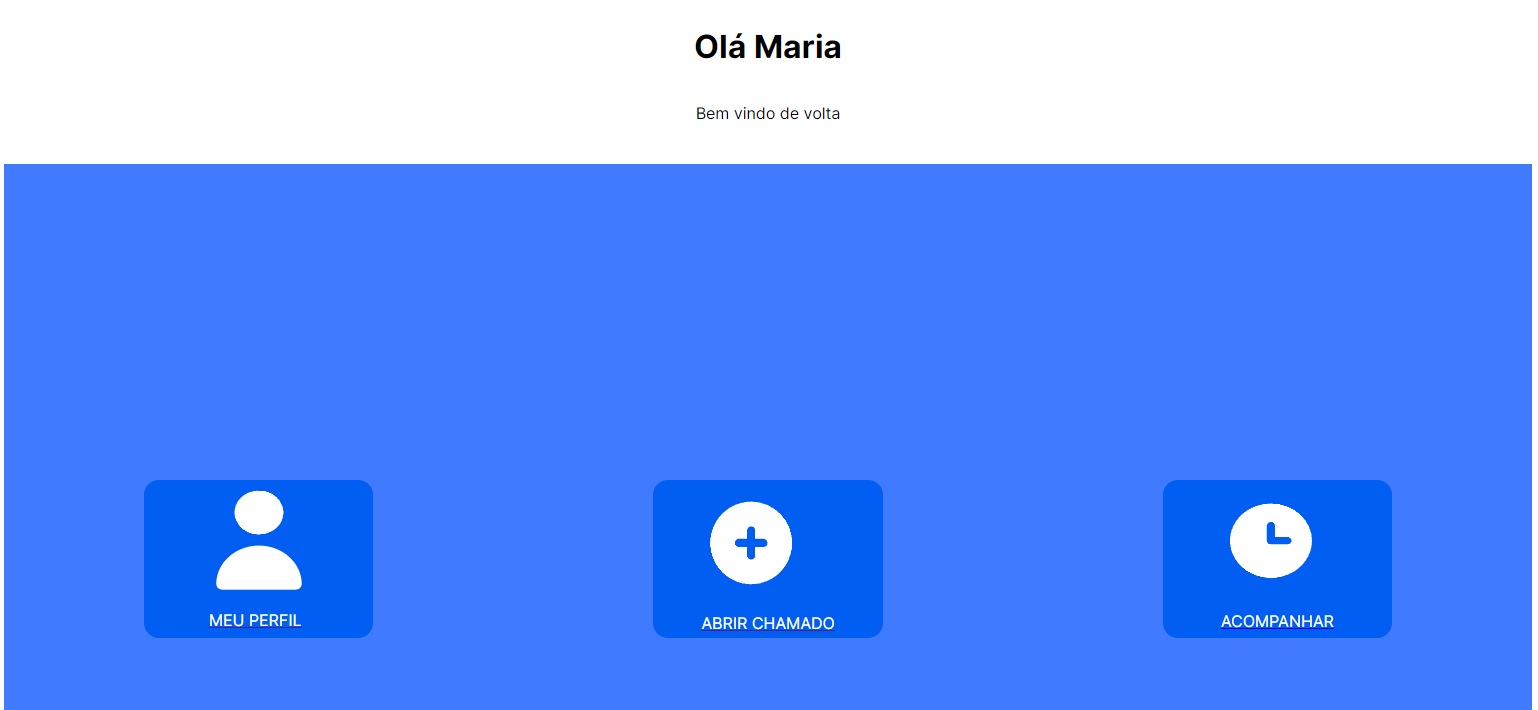 Olá Maria
Bem vindo de volta
MEU PERFIL
ABRIR CHAMADO
ACOMPANHAR